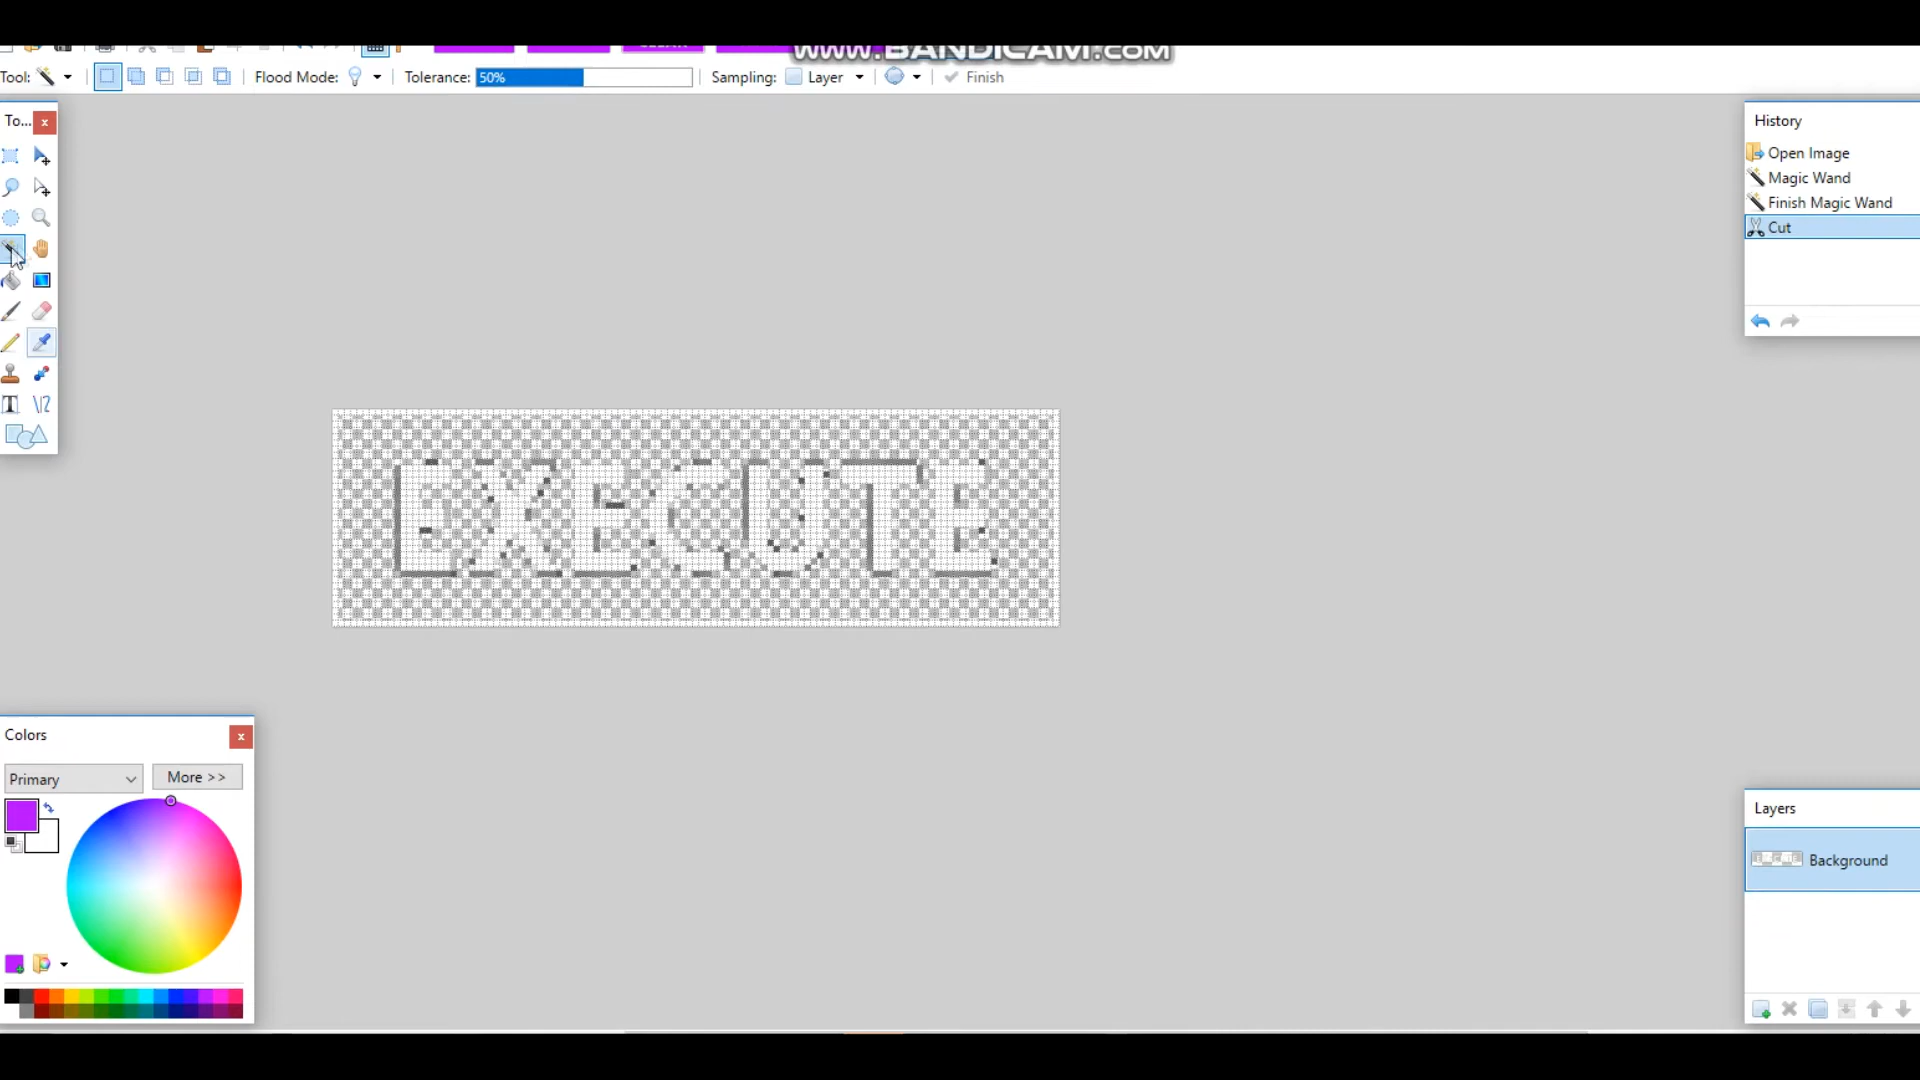 WWW.BANDICAM.COM
Tool: Flood Mode: Tolerance: 50% Sampling: Layer Finish
To...
History
Open Image
Magic Wand
Finish Magic Wand
Cut
EXECUTE
Colors
Primary More >>
Layers
Background